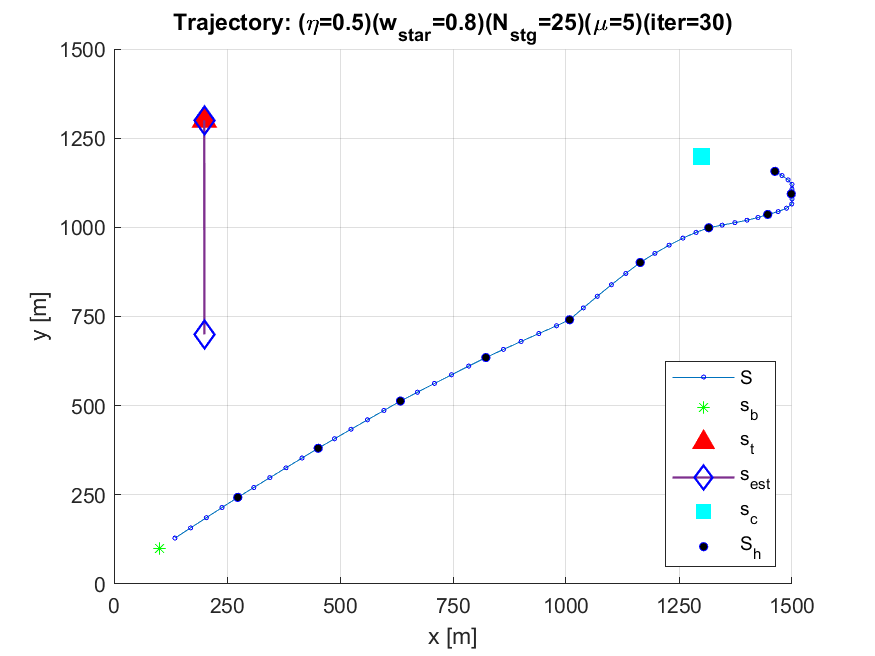 Trajectory: (η=0.5)(w_star=0.8)(N_stg=25)(μ=5)(iter=30)
y [m]
1500
1250
1000
750
500
250
0
0 250 500 750 1000 1250 1500
x [m]
S
s_b
s_t
s_est
s_c
S_h